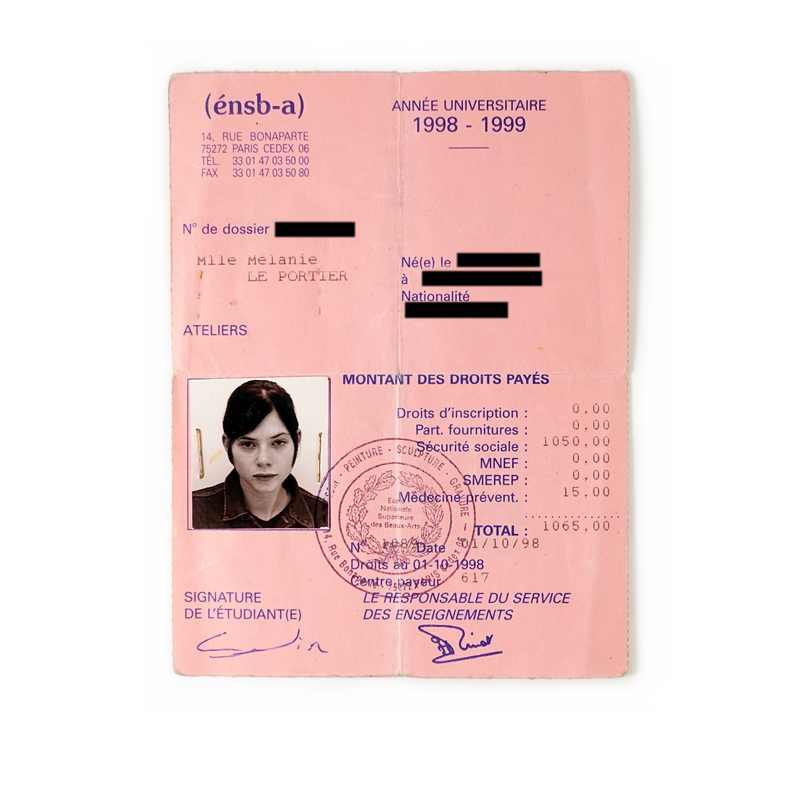 (énsb-a)
14, RUE BONAPARTE
75272 PARIS CEDEX 06
TÉL. 33 01 47 03 50 00
FAX 33 01 47 03 50 80
ANNÉE UNIVERSITAIRE
1998 - 1999
N° de dossier
Mlle Mélanie
LE PORTIER
Né(e) le
à
Nationalité
ATELIERS
MONTANT DES DROITS PAYÉS
Droits d'inscription : 0,00
Part. fournitures : 0,00
Sécurité sociale : 1050,00
MNEF : 0,00
SMEREP : 0,00
Médecine prévent. : 15,00
TOTAL : 1065,00
N° Date 01/10/98
Droits au 01-10-1998
Centre payeur 617
PEINTURE - SCULPTURE - GRAVURE
Ecole
Nationale
Supérieure
des Beaux-Arts
14, Rue Bonaparte - 75272 PARIS Cedex 06
SIGNATURE
DE L'ÉTUDIANT(E)
LE RESPONSABLE DU SERVICE
DES ENSEIGNEMENTS